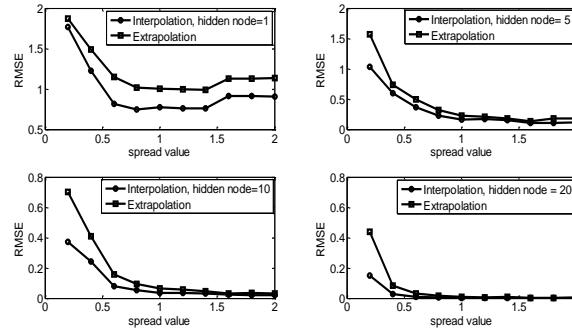 2
Interpolation, hidden node=1
Extrapolation
1.5
RMSE
1
0.5
0 0.5 1 1.5 2
spread value
2
Interpolation, hidden node= 5
Extrapolation
1.5
RMSE
1
0.5
0
0 0.5 1 1.5
spread value
0.8
Interpolation, hidden node=10
Extrapolation
0.6
RMSE
0.4
0.2
0
0 0.5 1 1.5 2
spread value
0.8
Interpolation, hidden node = 20
Extrapolation
0.6
RMSE
0.4
0.2
0
0 0.5 1 1.5
spread value